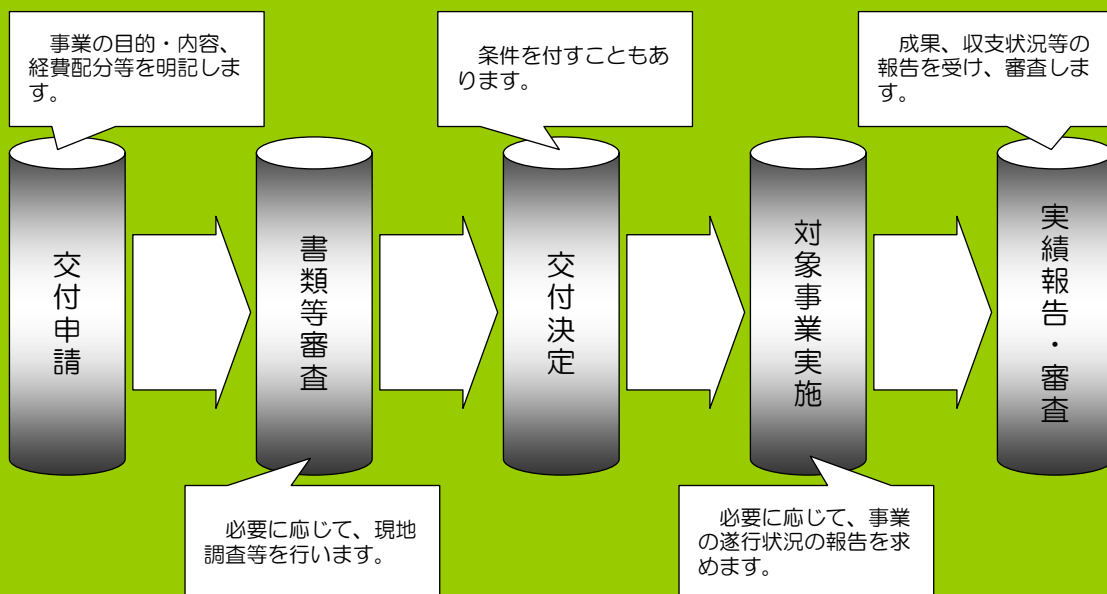 事業の目的・内容、
経費配分等を明記しま
す。
条件を付すこともあ
ります。
成果、収支状況等の
報告を受け、審査しま
す。
交付申請
書類等審査
交付決定
対象事業実施
実績報告・審査
必要に応じて、現地
調査等を行います。
必要に応じて、事業
の遂行状況の報告を求
めます。